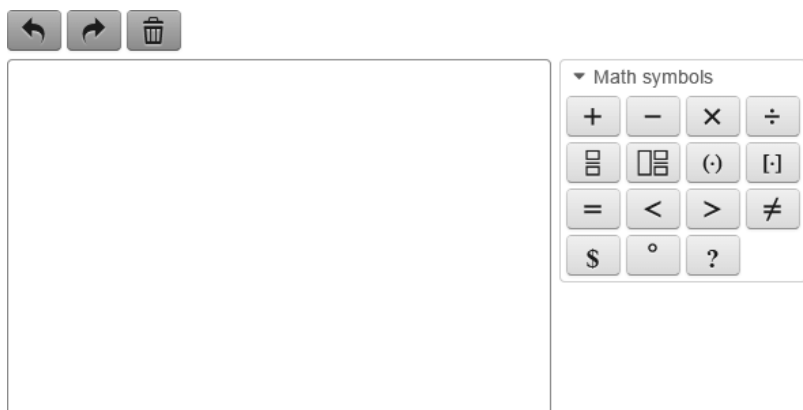 Math symbols
+ − × ÷
(·) [·]
= < > ≠
$ ° ?